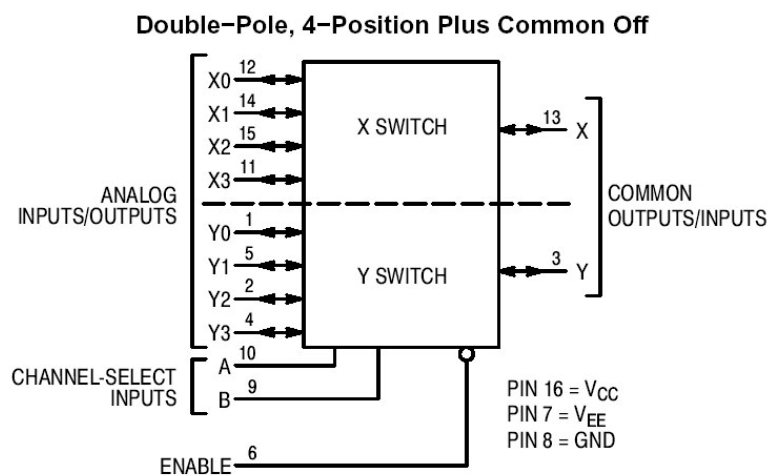 Double-Pole, 4-Position Plus Common Off
X0 12
X1 14
X2 15
X3 11
X SWITCH
13 X
ANALOG
INPUTS/OUTPUTS
COMMON
OUTPUTS/INPUTS
Y0 1
Y1 5
Y2 2
Y3 4
Y SWITCH
3 Y
CHANNEL-SELECT
INPUTS
A 10
B 9
ENABLE 6
PIN 16 = VCC
PIN 7 = VEE
PIN 8 = GND